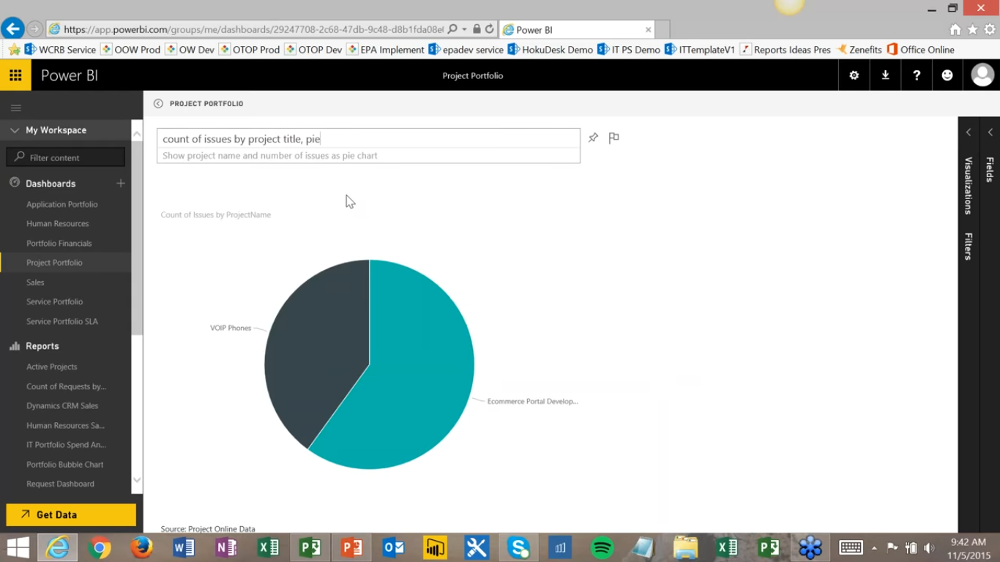 https://app.powerbi.com/groups/me/dashboards/29247708-2c68-47db-9c48-d8b1fda08e
Power BI
WCRB Service OOW Prod OW Dev OTOP Prod OTOP Dev EPA Implement epadev service HokuDesk Demo IT PS Demo ITTemplateV1 Reports Ideas Pres Zenefits Office Online
Power BI
Project Portfolio
?
PROJECT PORTFOLIO
My Workspace
Filter content
Dashboards
Application Portfolio
Human Resources
Portfolio Financials
Project Portfolio
Sales
Service Portfolio
Service Portfolio SLA
Reports
Active Projects
Count of Requests by...
Dynamics CRM Sales
Human Resources Sa...
IT Portfolio Spend An...
Portfolio Bubble Chart
Request Dashboard
Get Data
count of issues by project title, pie
Show project name and number of issues as pie chart
Count of Issues by ProjectName
VOIP Phones
Ecommerce Portal Develop...
Source: Project Online Data
Visualizations
Filters
Fields
9:42 AM
11/5/2015